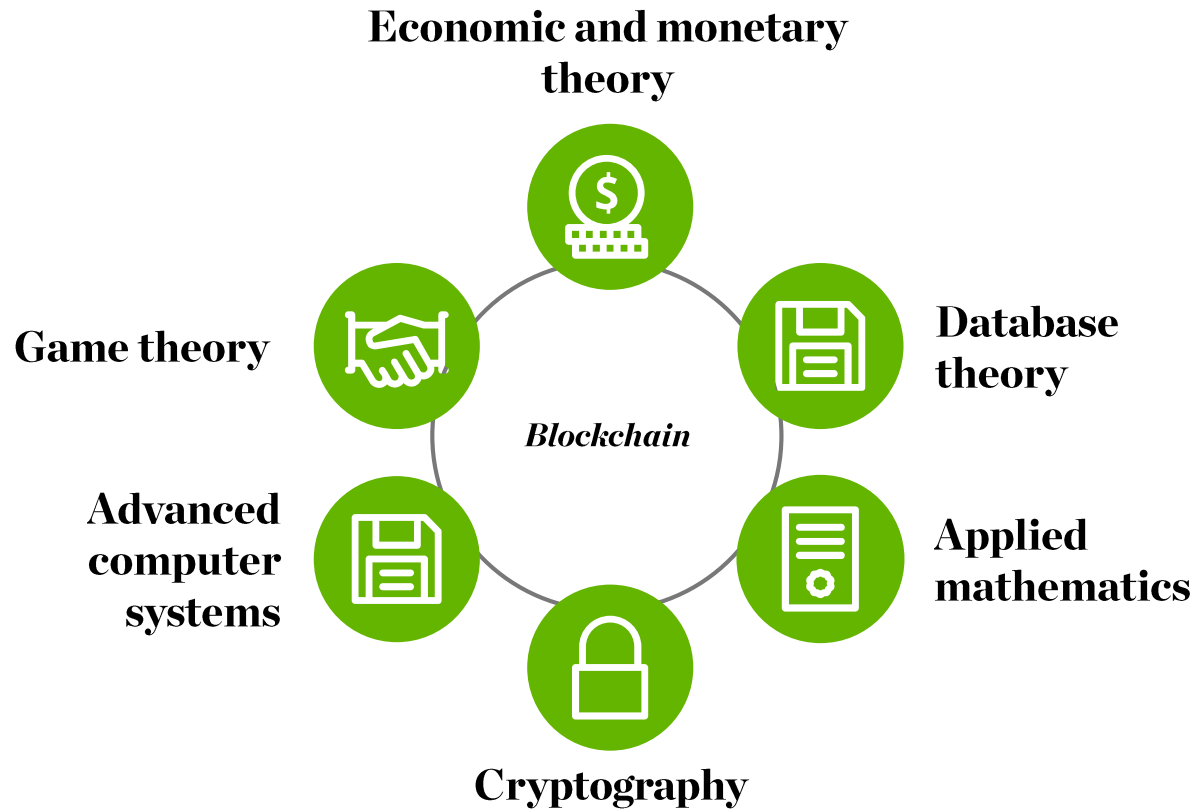 Economic and monetary
theory
$
Game theory
Database
theory
Blockchain
Advanced
computer
systems
Applied
mathematics
Cryptography